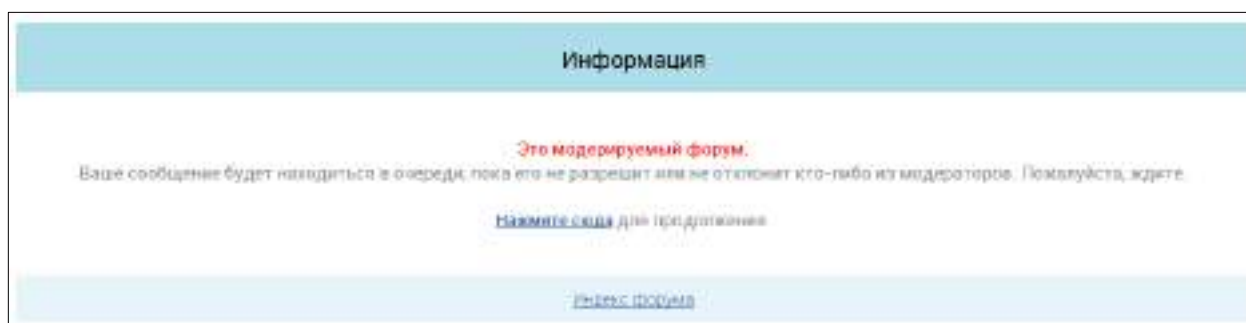 Информация
Это модерируемый форум.
Ваше сообщение будет находиться в очереди, пока его не разрешит или не отклонит кто-либо из модераторов. Пожалуйста, ждите.
Нажмите сюда для продолжения
Индекс форума